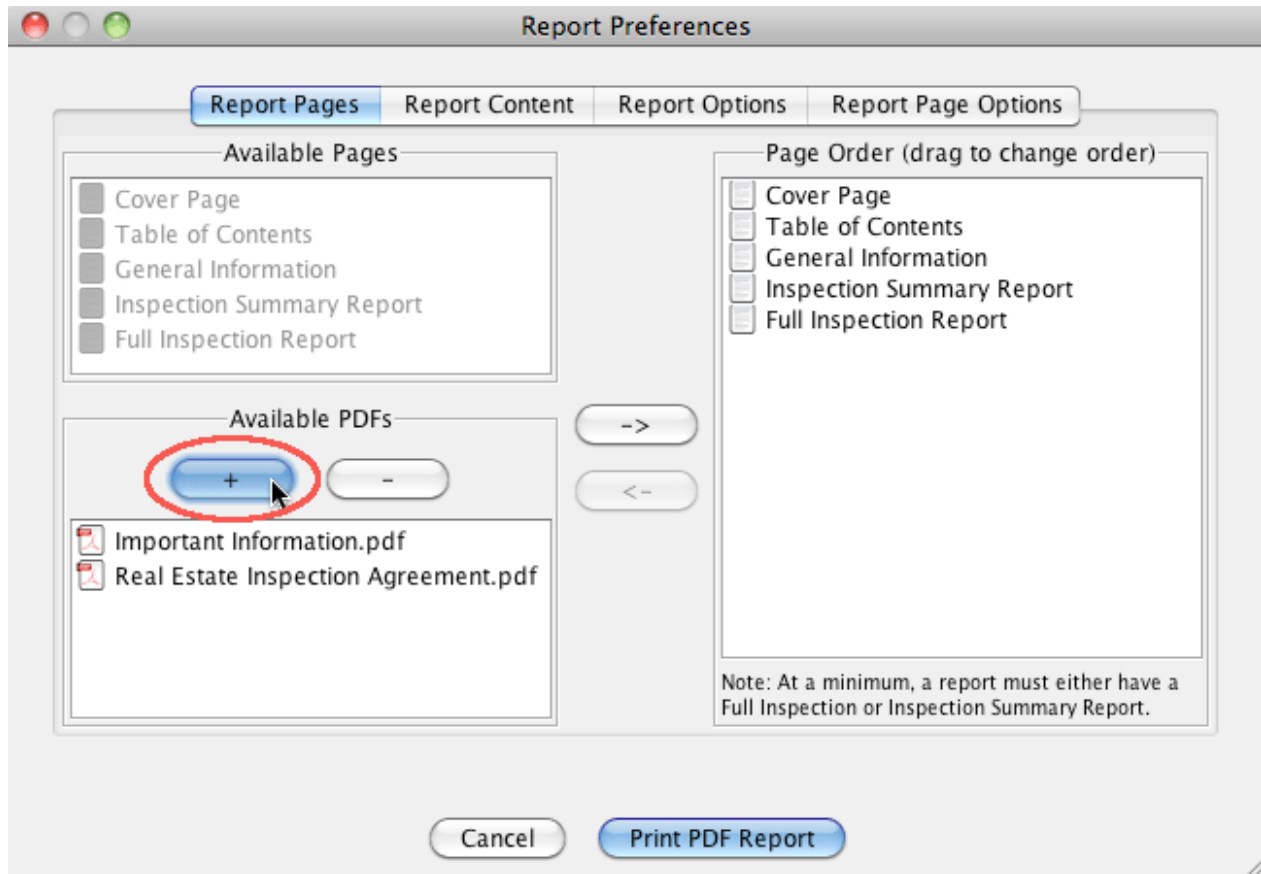 Report Preferences
Report Pages
Report Content
Report Options
Report Page Options
Available Pages
Cover Page
Table of Contents
General Information
Inspection Summary Report
Full Inspection Report
Available PDFs
+
-
Important Information.pdf
Real Estate Inspection Agreement.pdf
->
<-
Page Order (drag to change order)
Cover Page
Table of Contents
General Information
Inspection Summary Report
Full Inspection Report
Note: At a minimum, a report must either have a
Full Inspection or Inspection Summary Report.
Cancel
Print PDF Report